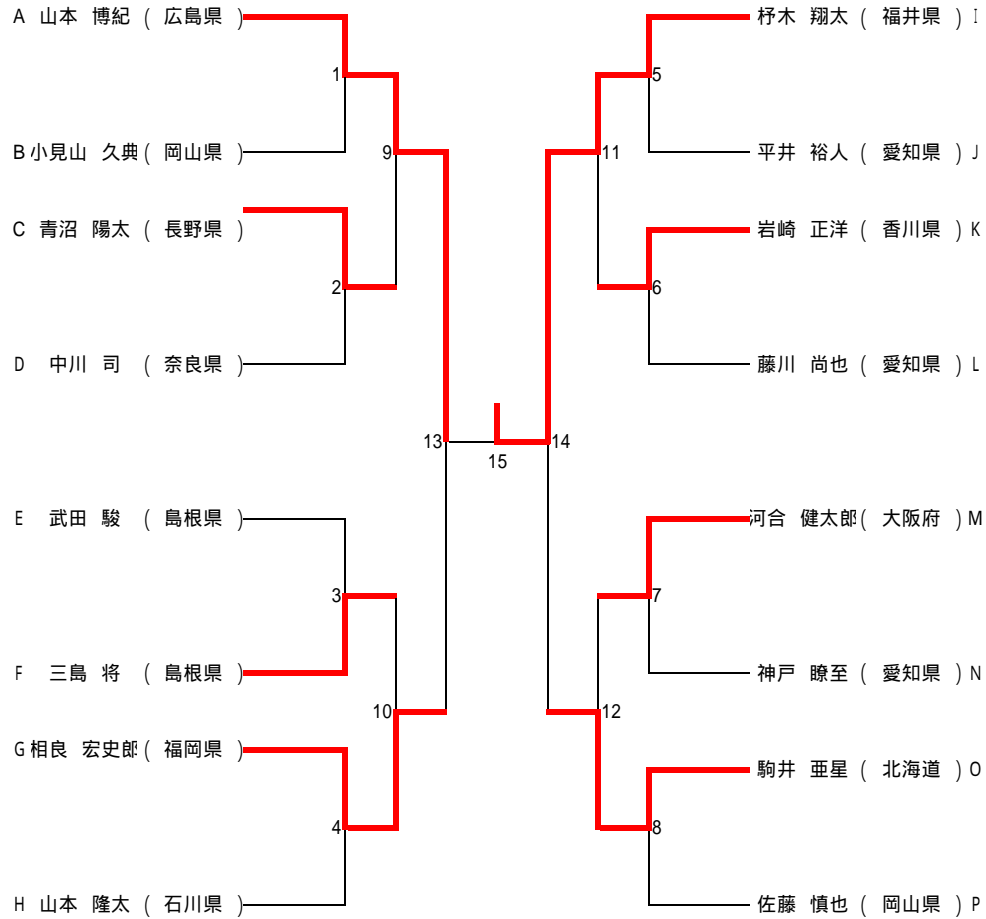 A 山本 博紀 ( 広島県 )
1
B 小見山 久典 ( 岡山県 )
9
C 青沼 陽太 ( 長野県 )
2
D 中川 司 ( 奈良県 )
13
E 武田 駿 ( 島根県 )
3
F 三島 将 ( 島根県 )
10
G 相良 宏史郎 ( 福岡県 )
4
H 山本 隆太 ( 石川県 )
15
杼木 翔太 ( 福井県 ) I
5
平井 裕人 ( 愛知県 ) J
11
岩崎 正洋 ( 香川県 ) K
6
藤川 尚也 ( 愛知県 ) L
14
河合 健太郎 ( 大阪府 ) M
7
神戸 瞭至 ( 愛知県 ) N
12
駒井 亜星 ( 北海道 ) O
8
佐藤 慎也 ( 岡山県 ) P